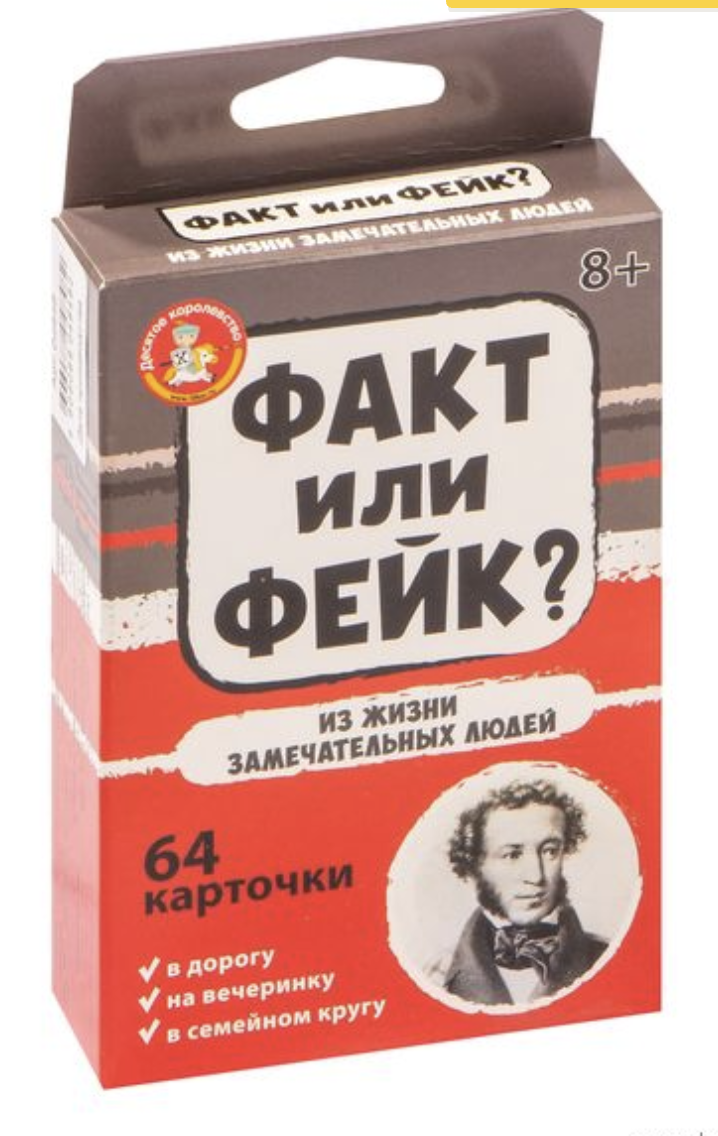 ФАКТ или ФЕЙК?
ИЗ ЖИЗНИ ЗАМЕЧАТЕЛЬНЫХ ЛЮДЕЙ
8+
Десятое королевство
ФАКТ
или
ФЕЙК?
ИЗ ЖИЗНИ
ЗАМЕЧАТЕЛЬНЫХ ЛЮДЕЙ
64
карточки
в дорогу
на вечеринку
в семейном кругу